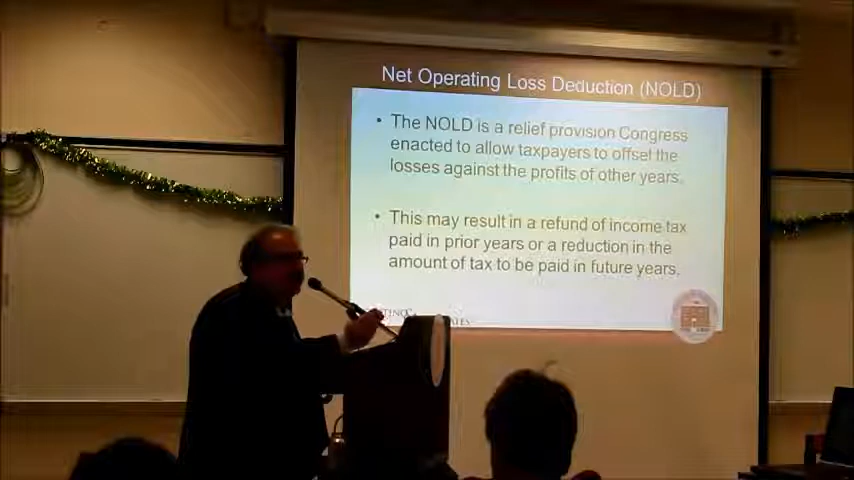 Net Operating Loss Deduction (NOLD)
• The NOLD is a relief provision Congress
enacted to allow taxpayers to offset the
losses against the profits of other years.
• This may result in a refund of income tax
paid in prior years or a reduction in the
amount of tax to be paid in future years.